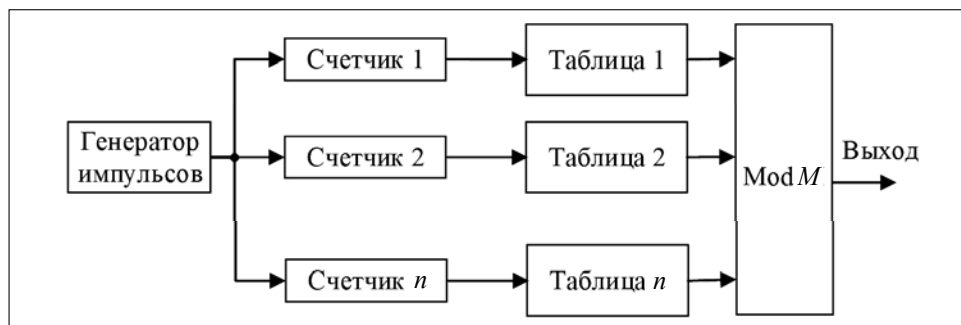 Счетчик 1
Таблица 1
Генератор
импульсов
Счетчик 2
Таблица 2
Mod M
Выход
Счетчик n
Таблица n